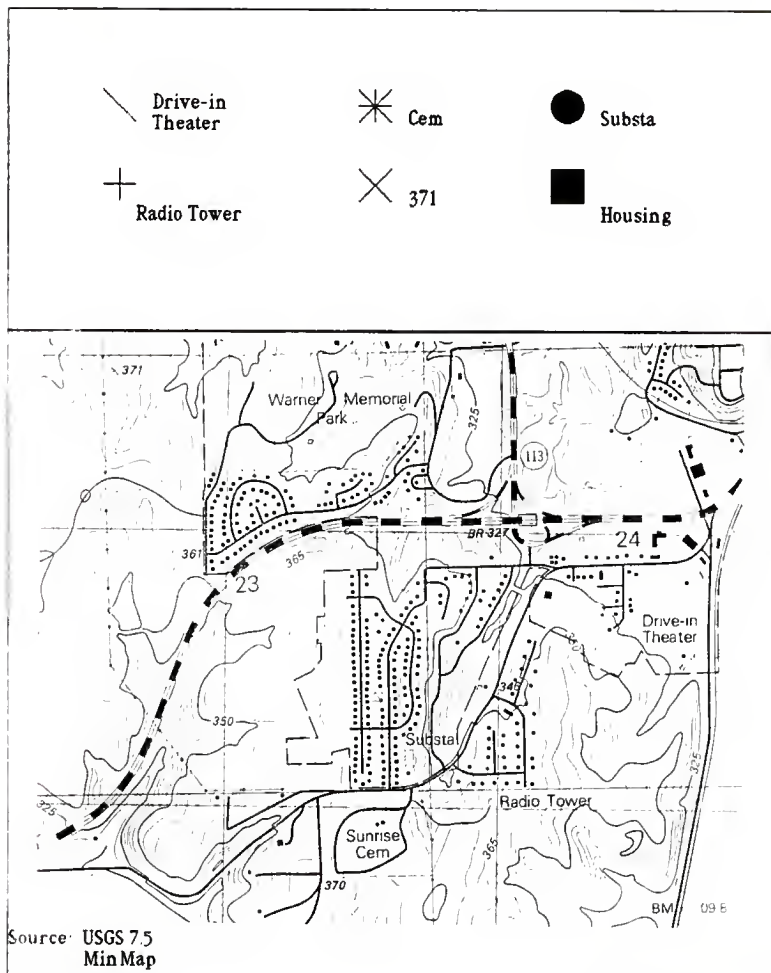 Drive-in
Theater
Cem
Substa
Radio Tower
371
Housing
371
Warner Memorial
Park
325
113
361
365
BR 327
24
23
Drive-in
Theater
350
Substa
325
325
Radio Tower
Sunrise
Cem
365
370
BM
Source: USGS 7.5
Min Map